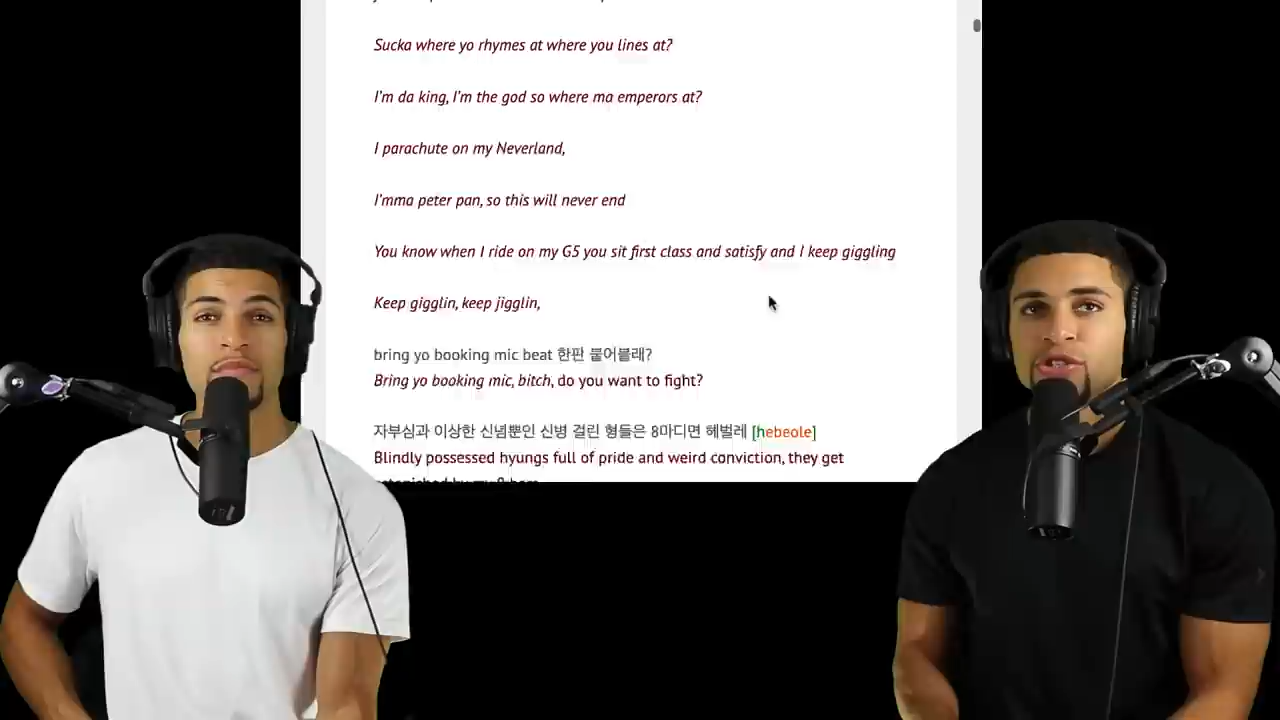 Sucka where yo rhymes at where you lines at?
I'm da king, I'm the god so where ma emperors at?
I parachute on my Neverland,
I'mma peter pan, so this will never end
You know when I ride on my G5 you sit first class and satisfy and I keep giggling
Keep gigglin, keep jigglin,
bring yo booking mic beat 한판 붙어볼래?
Bring yo booking mic, bitch, do you want to fight?
자부심과 이상한 신념뿐인 신병 걸린 형들은 8마디면 헤벌레 [hebeole]
Blindly possessed hyungs full of pride and weird conviction, they get